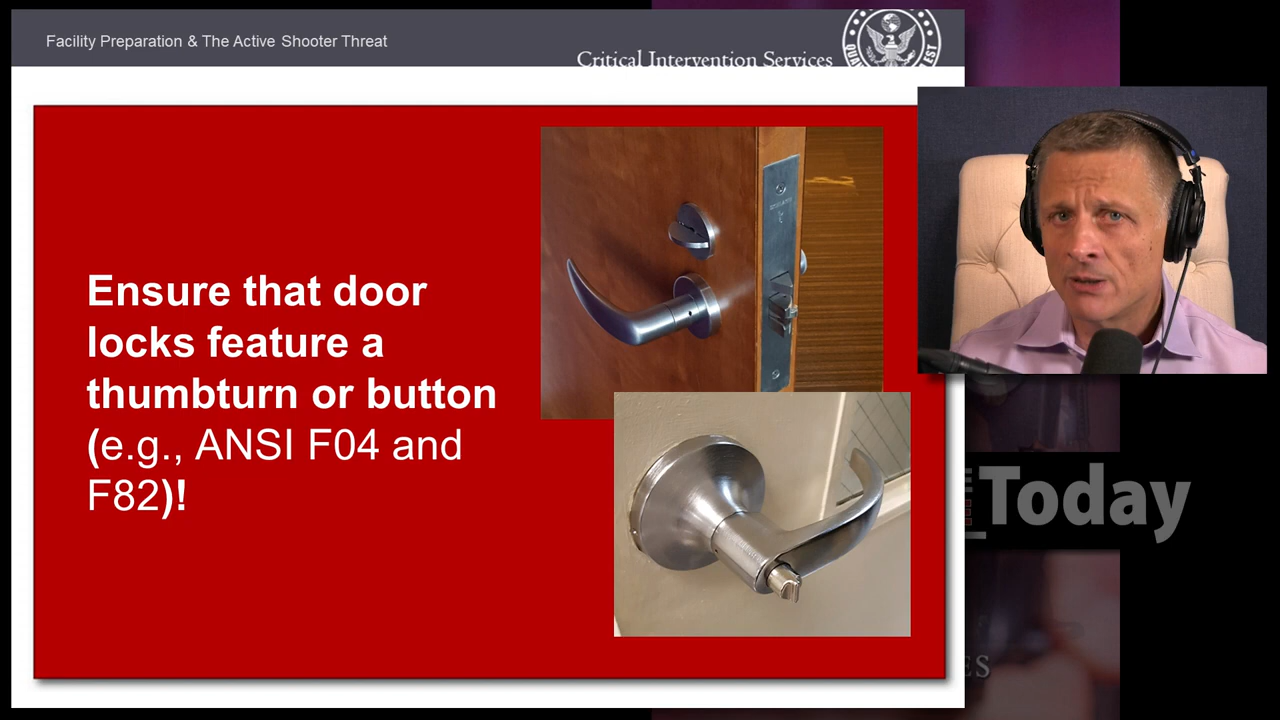 Facility Preparation & The Active Shooter Threat
Critical Intervention Services
Ensure that door
locks feature a
thumbturn or button
(e.g., ANSI F04 and
F82)!
Today
ES